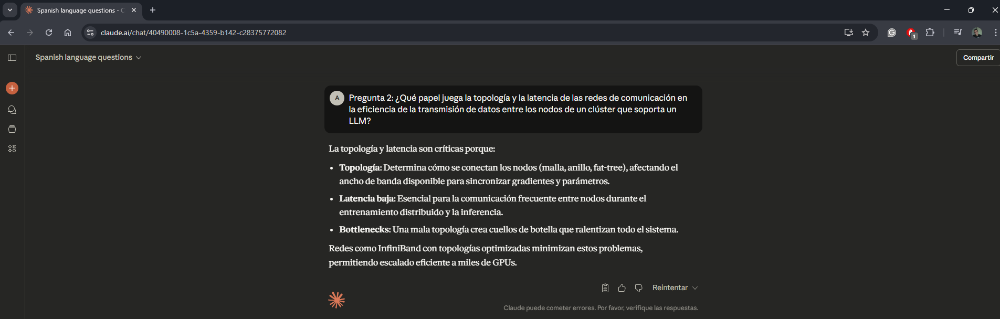 Spanish language questions - C
claude.ai/chat/40490008-1c5a-4359-b142-c28375772082
1
Spanish language questions
Compartir
A
Pregunta 2: ¿Qué papel juega la topología y la latencia de las redes de comunicación en
la eficiencia de la transmisión de datos entre los nodos de un clúster que soporta un
LLM?
La topología y latencia son críticas porque:
• Topología: Determina cómo se conectan los nodos (malla, anillo, fat-tree), afectando el
ancho de banda disponible para sincronizar gradientes y parámetros.
• Latencia baja: Esencial para la comunicación frecuente entre nodos durante el
entrenamiento distribuido y la inferencia.
• Bottlenecks: Una mala topología crea cuellos de botella que ralentizan todo el sistema.
Redes como InfiniBand con topologías optimizadas minimizan estos problemas,
permitiendo escalado eficiente a miles de GPUs.
Reintentar
Claude puede cometer errores. Por favor, verifique las respuestas.